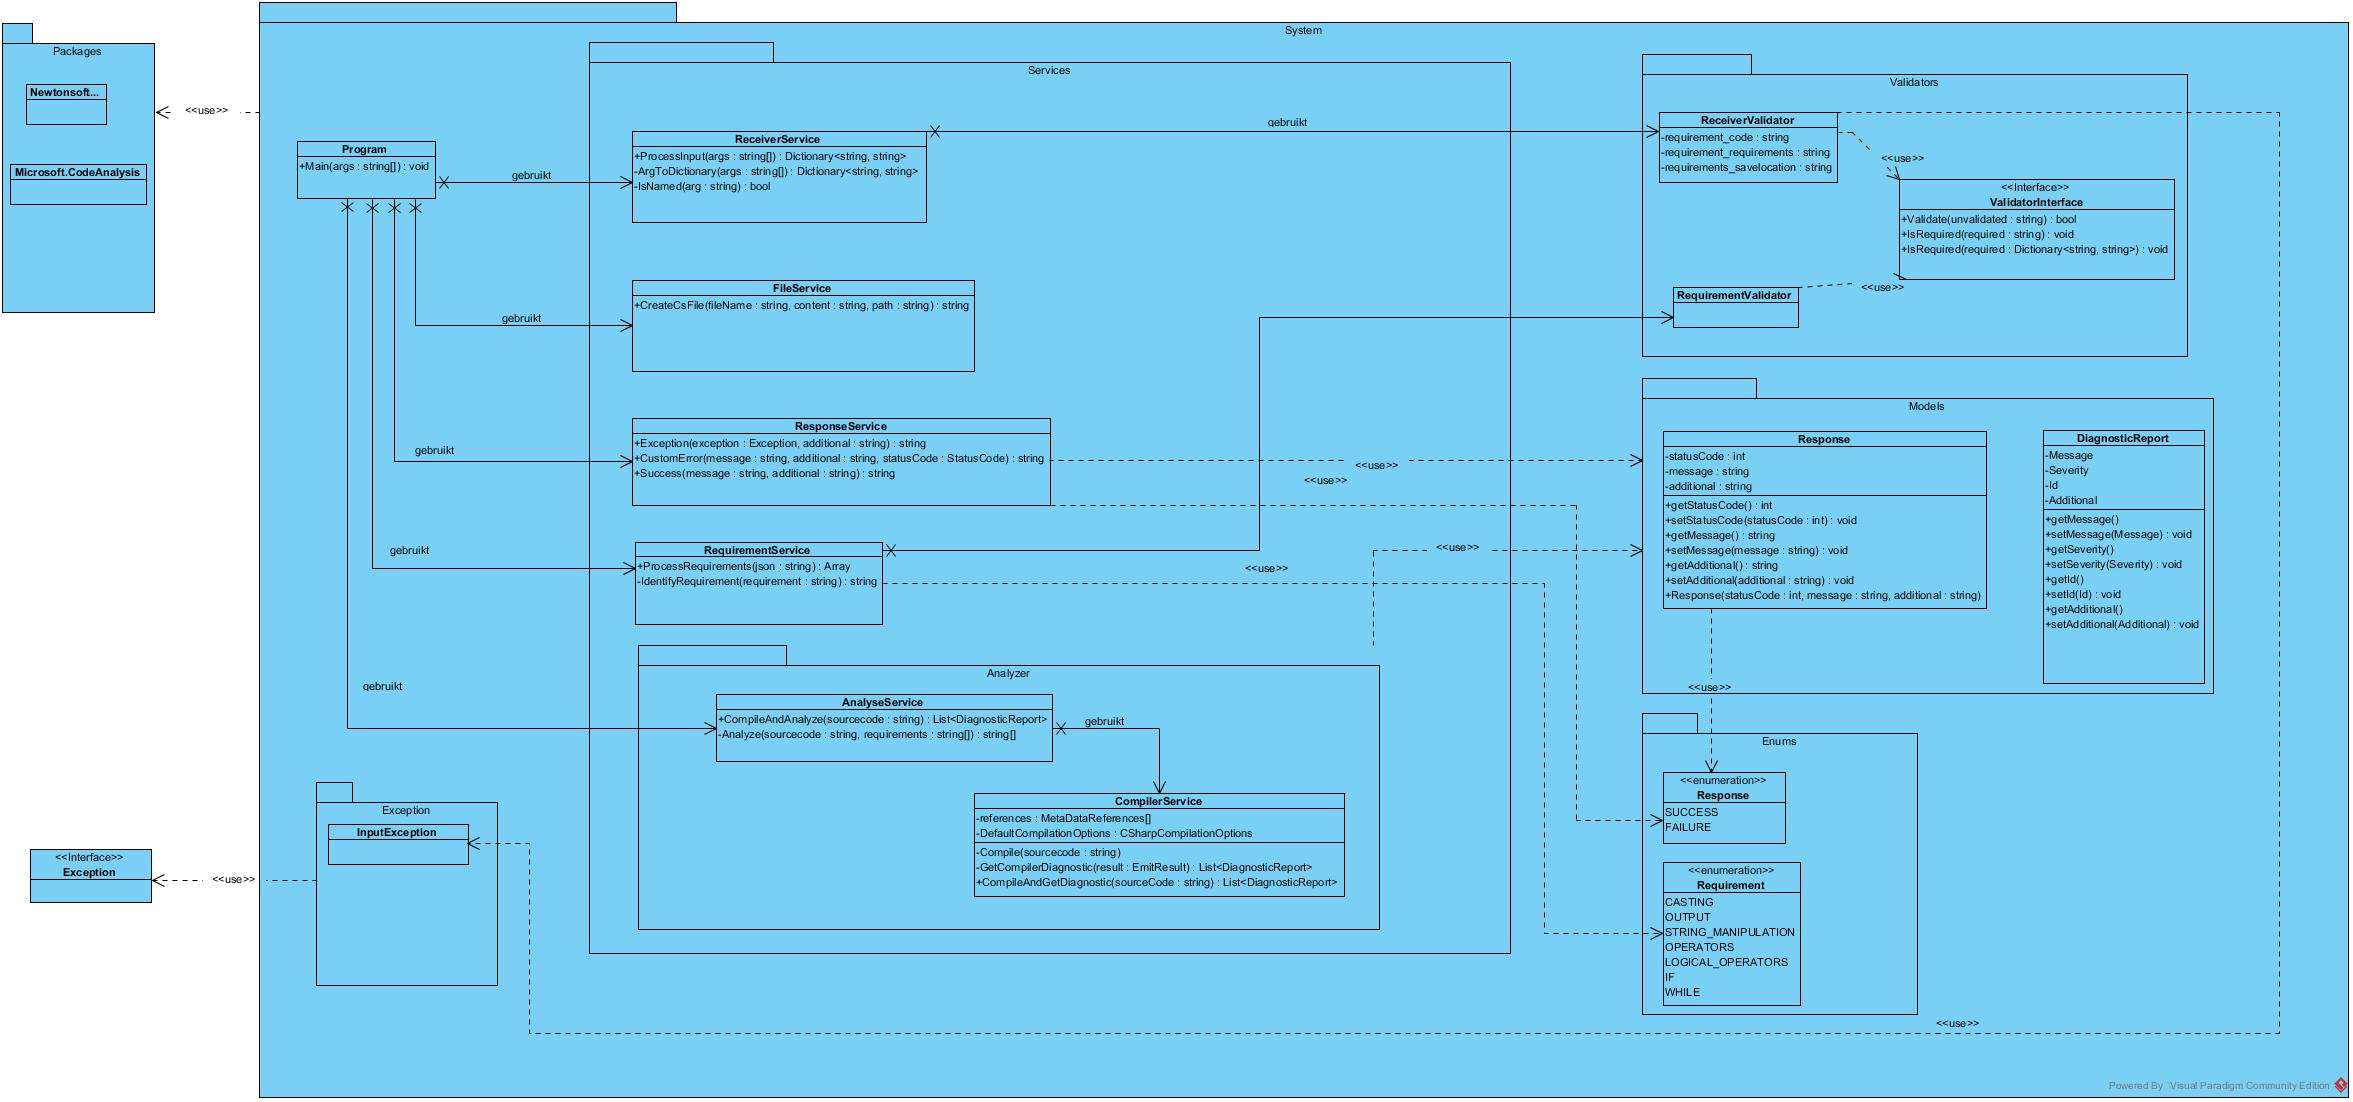 System
Packages
Newtonsoft...
Microsoft.CodeAnalysis
<<use>>
Program
+Main(args : string[]) : void
gebruikt
gebruikt
gebruikt
gebruikt
gebruikt
Services
ReceiverService
+ProcessInput(args : string[]) : Dictionary<string, string>
-ArgToDictionary(args : string[]) : Dictionary<string, string>
-IsNamed(arg : string) : bool
gebruikt
FileService
+CreateCsFile(fileName : string, content : string, path : string) : string
ResponseService
+Exception(exception : Exception, additional : string) : string
+CustomError(message : string, additional : string, statusCode : StatusCode) : string
+Success(message : string, additional : string) : string
<<use>>
<<use>>
RequirementService
+ProcessRequirements(json : string) : Array
-IdentifyRequirement(requirement : string) : string
<<use>>
<<use>>
Analyzer
AnalyseService
+CompileAndAnalyze(sourcecode : string) : List<DiagnosticReport>
-Analyze(sourcecode : string, requirements : string[]) : string[]
gebruikt
CompilerService
-references : MetaDataReferences[]
-DefaultCompilationOptions : CSharpCompilationOptions
-Compile(sourcecode : string)
-GetCompilerDiagnostic(result : EmitResult) : List<DiagnosticReport>
+CompileAndGetDiagnostic(sourceCode : string) : List<DiagnosticReport>
Exception
InputException
<<Interface>>
Exception
<<use>>
Validators
ReceiverValidator
-requirement_code : string
-requirement_requirements : string
-requirements_savelocation : string
<<use>>
<<Interface>>
ValidatorInterface
+Validate(unvalidated : string) : bool
+IsRequired(required : string) : void
+IsRequired(required : Dictionary<string, string>) : void
RequirementValidator
<<use>>
Models
Response
-statusCode : int
-message : string
-additional : string
+getStatusCode() : int
+setStatusCode(statusCode : int) : void
+getMessage() : string
+setMessage(message : string) : void
+getAdditional() : string
+setAdditional(additional : string) : void
+Response(statusCode : int, message : string, additional : string)
DiagnosticReport
-Message
-Severity
-Id
-Additional
+getMessage()
+setMessage(Message) : void
+getSeverity()
+setSeverity(Severity) : void
+getId()
+setId(Id) : void
+getAdditional()
+setAdditional(Additional) : void
<<use>>
Enums
<<enumeration>>
Response
SUCCESS
FAILURE
<<enumeration>>
Requirement
CASTING
OUTPUT
STRING_MANIPULATION
OPERATORS
LOGICAL_OPERATORS
IF
WHILE
<<use>>
Powered By Visual Paradigm Community Edition